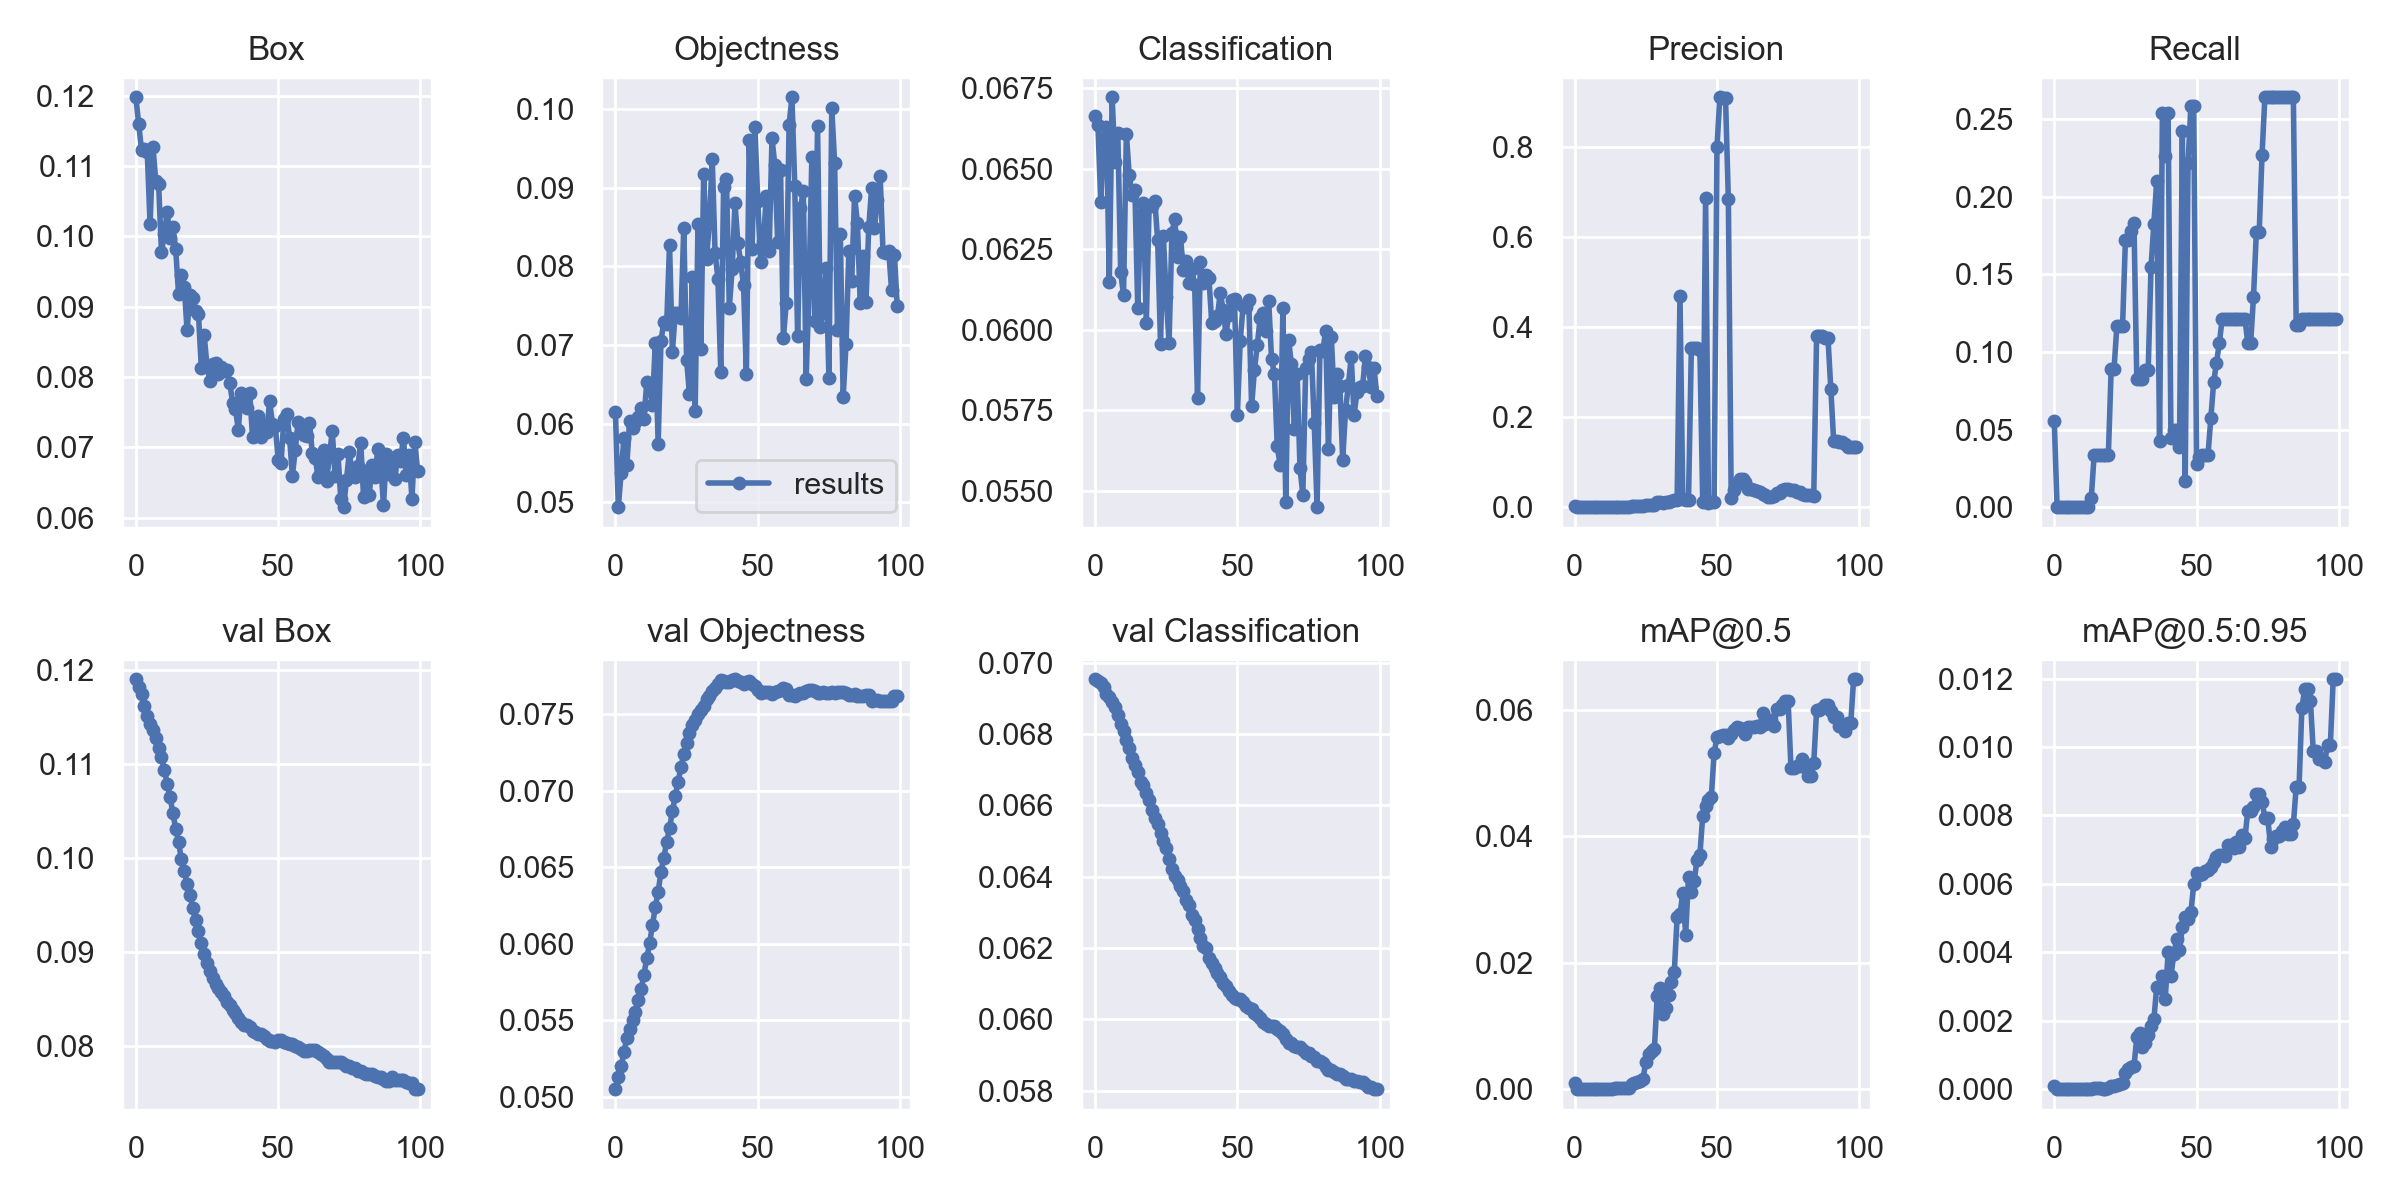 Box
Objectness
Classification
Precision
Recall
0.12
0.11
0.10
0.09
0.08
0.07
0.06
0 50 100
0.10
0.09
0.08
0.07
0.06
0.05
results
0 50 100
0.0675
0.0650
0.0625
0.0600
0.0575
0.0550
0 50 100
0.8
0.6
0.4
0.2
0.0
0 50 100
0.25
0.20
0.15
0.10
0.05
0.00
0 50 100
val Box
val Objectness
val Classification
mAP@0.5
mAP@0.5:0.95
0.12
0.11
0.10
0.09
0.08
0 50 100
0.075
0.070
0.065
0.060
0.055
0.050
0 50 100
0.070
0.068
0.066
0.064
0.062
0.060
0.058
0 50 100
0.06
0.04
0.02
0.00
0 50 100
0.012
0.010
0.008
0.006
0.004
0.002
0.000
0 50 100